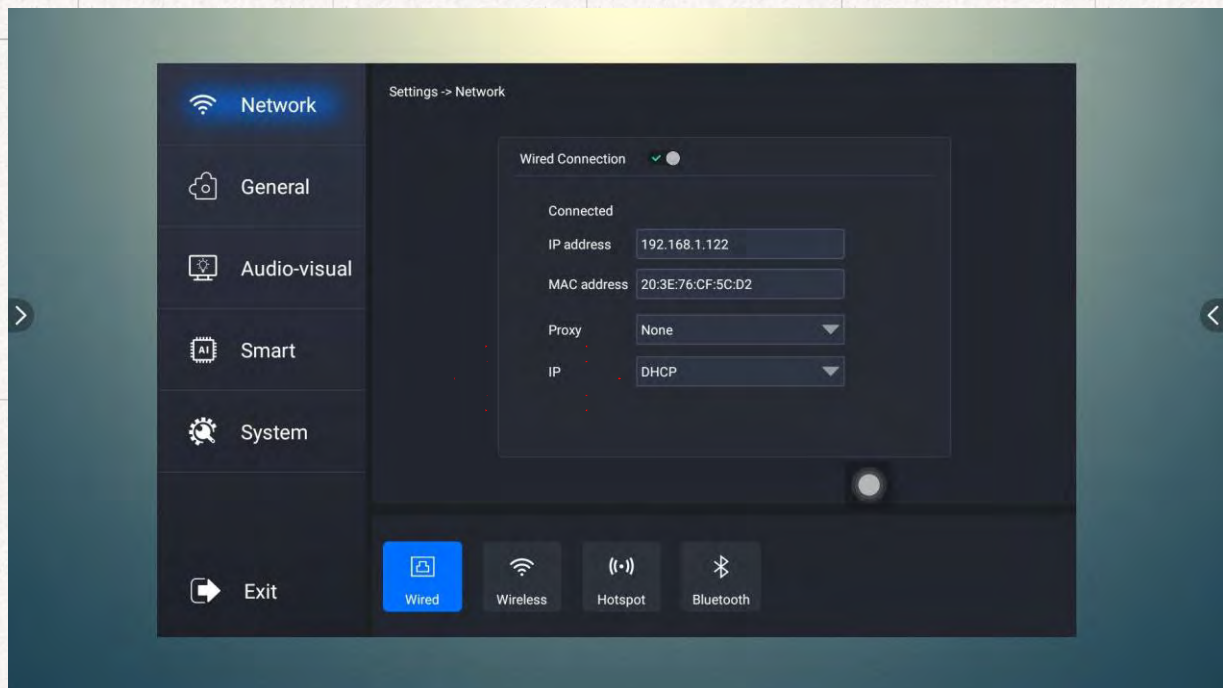 Network
General
Audio-visual
Smart
AI
System
Exit
Settings -> Network
Wired Connection
Connected
IP address 192.168.1.122
MAC address 20:3E:76:CF:5C:D2
Proxy None
IP DHCP
Wired Wireless Hotspot Bluetooth